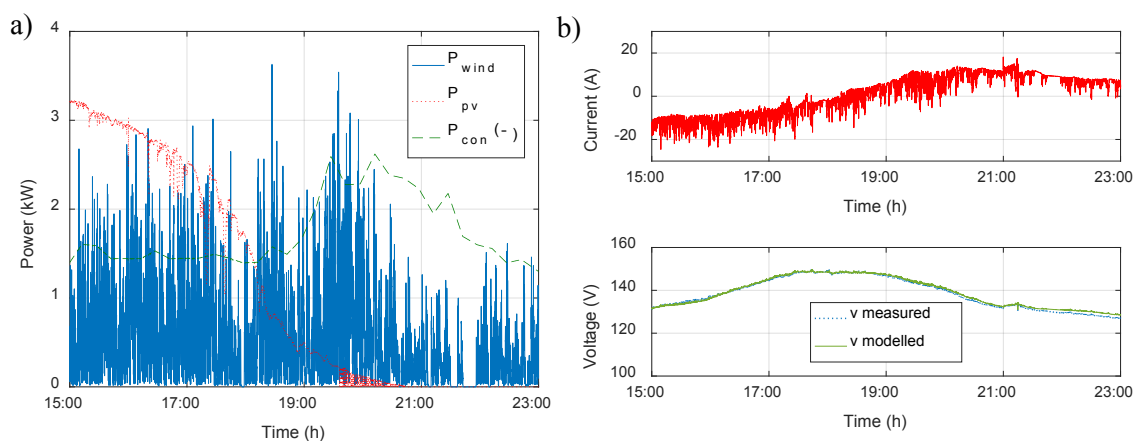 a)
4
3
2
1
0
Power (kW)
P wind
P pv
P con (-)
15:00 17:00 19:00 21:00 23:00
Time (h)
b)
20
0
-20
Current (A)
15:00 17:00 19:00 21:00 23:00
Time (h)
160
140
120
100
Voltage (V)
v measured
v modelled
15:00 17:00 19:00 21:00 23:00
Time (h)